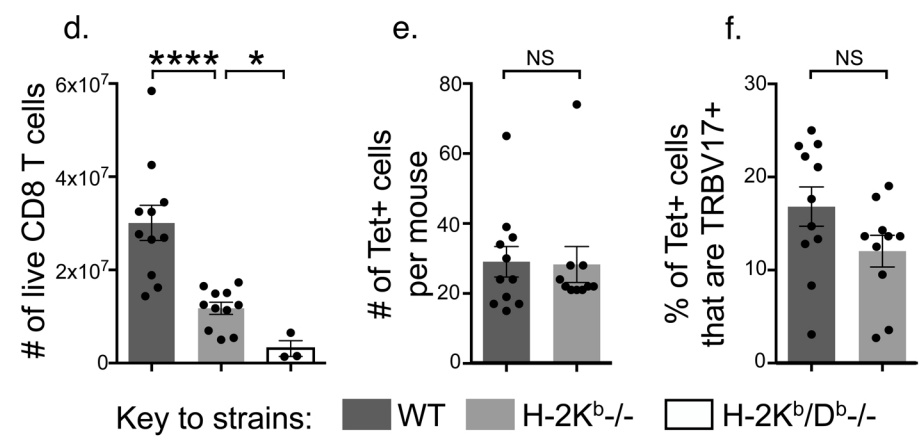 d.
**** *
# of live CD8 T cells
6x10⁷
4x10⁷
2x10⁷
0
e.
NS
# of Tet+ cells
per mouse
80
60
40
20
0
f.
NS
% of Tet+ cells
that are TRBV17+
30
20
10
0
Key to strains: WT H-2Kᵇ-/- H-2Kᵇ/Dᵇ-/-